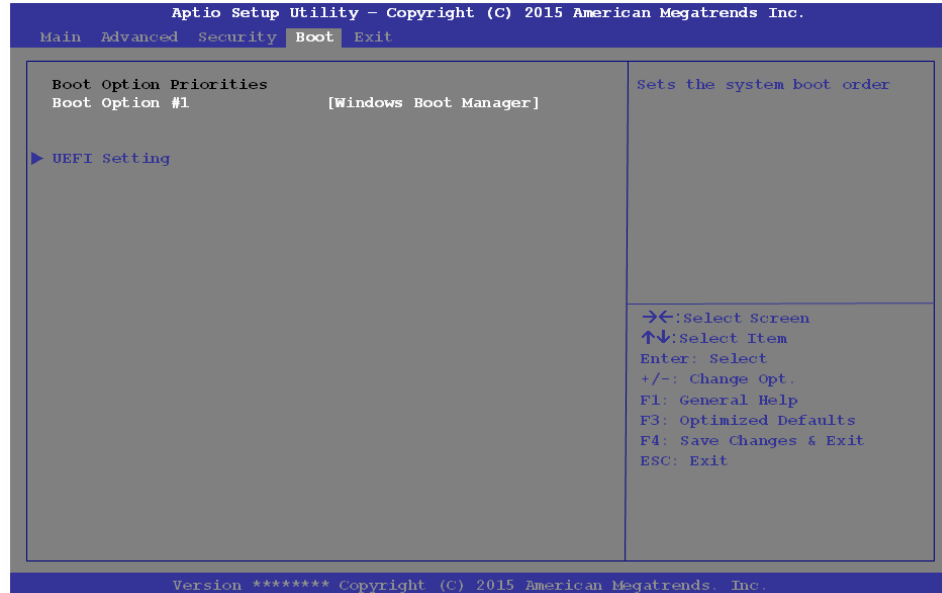 Aptio Setup Utility – Copyright (C) 2015 American Megatrends Inc.
Main Advanced Security Boot Exit
Boot Option Priorities
Boot Option #1 [Windows Boot Manager]
UEFI Setting
Sets the system boot order
→←:Select Screen
↑↓:Select Item
Enter: Select
+/-: Change Opt.
F1: General Help
F3: Optimized Defaults
F4: Save Changes & Exit
ESC: Exit
Version ******** Copyright (C) 2015 American Megatrends. Inc.